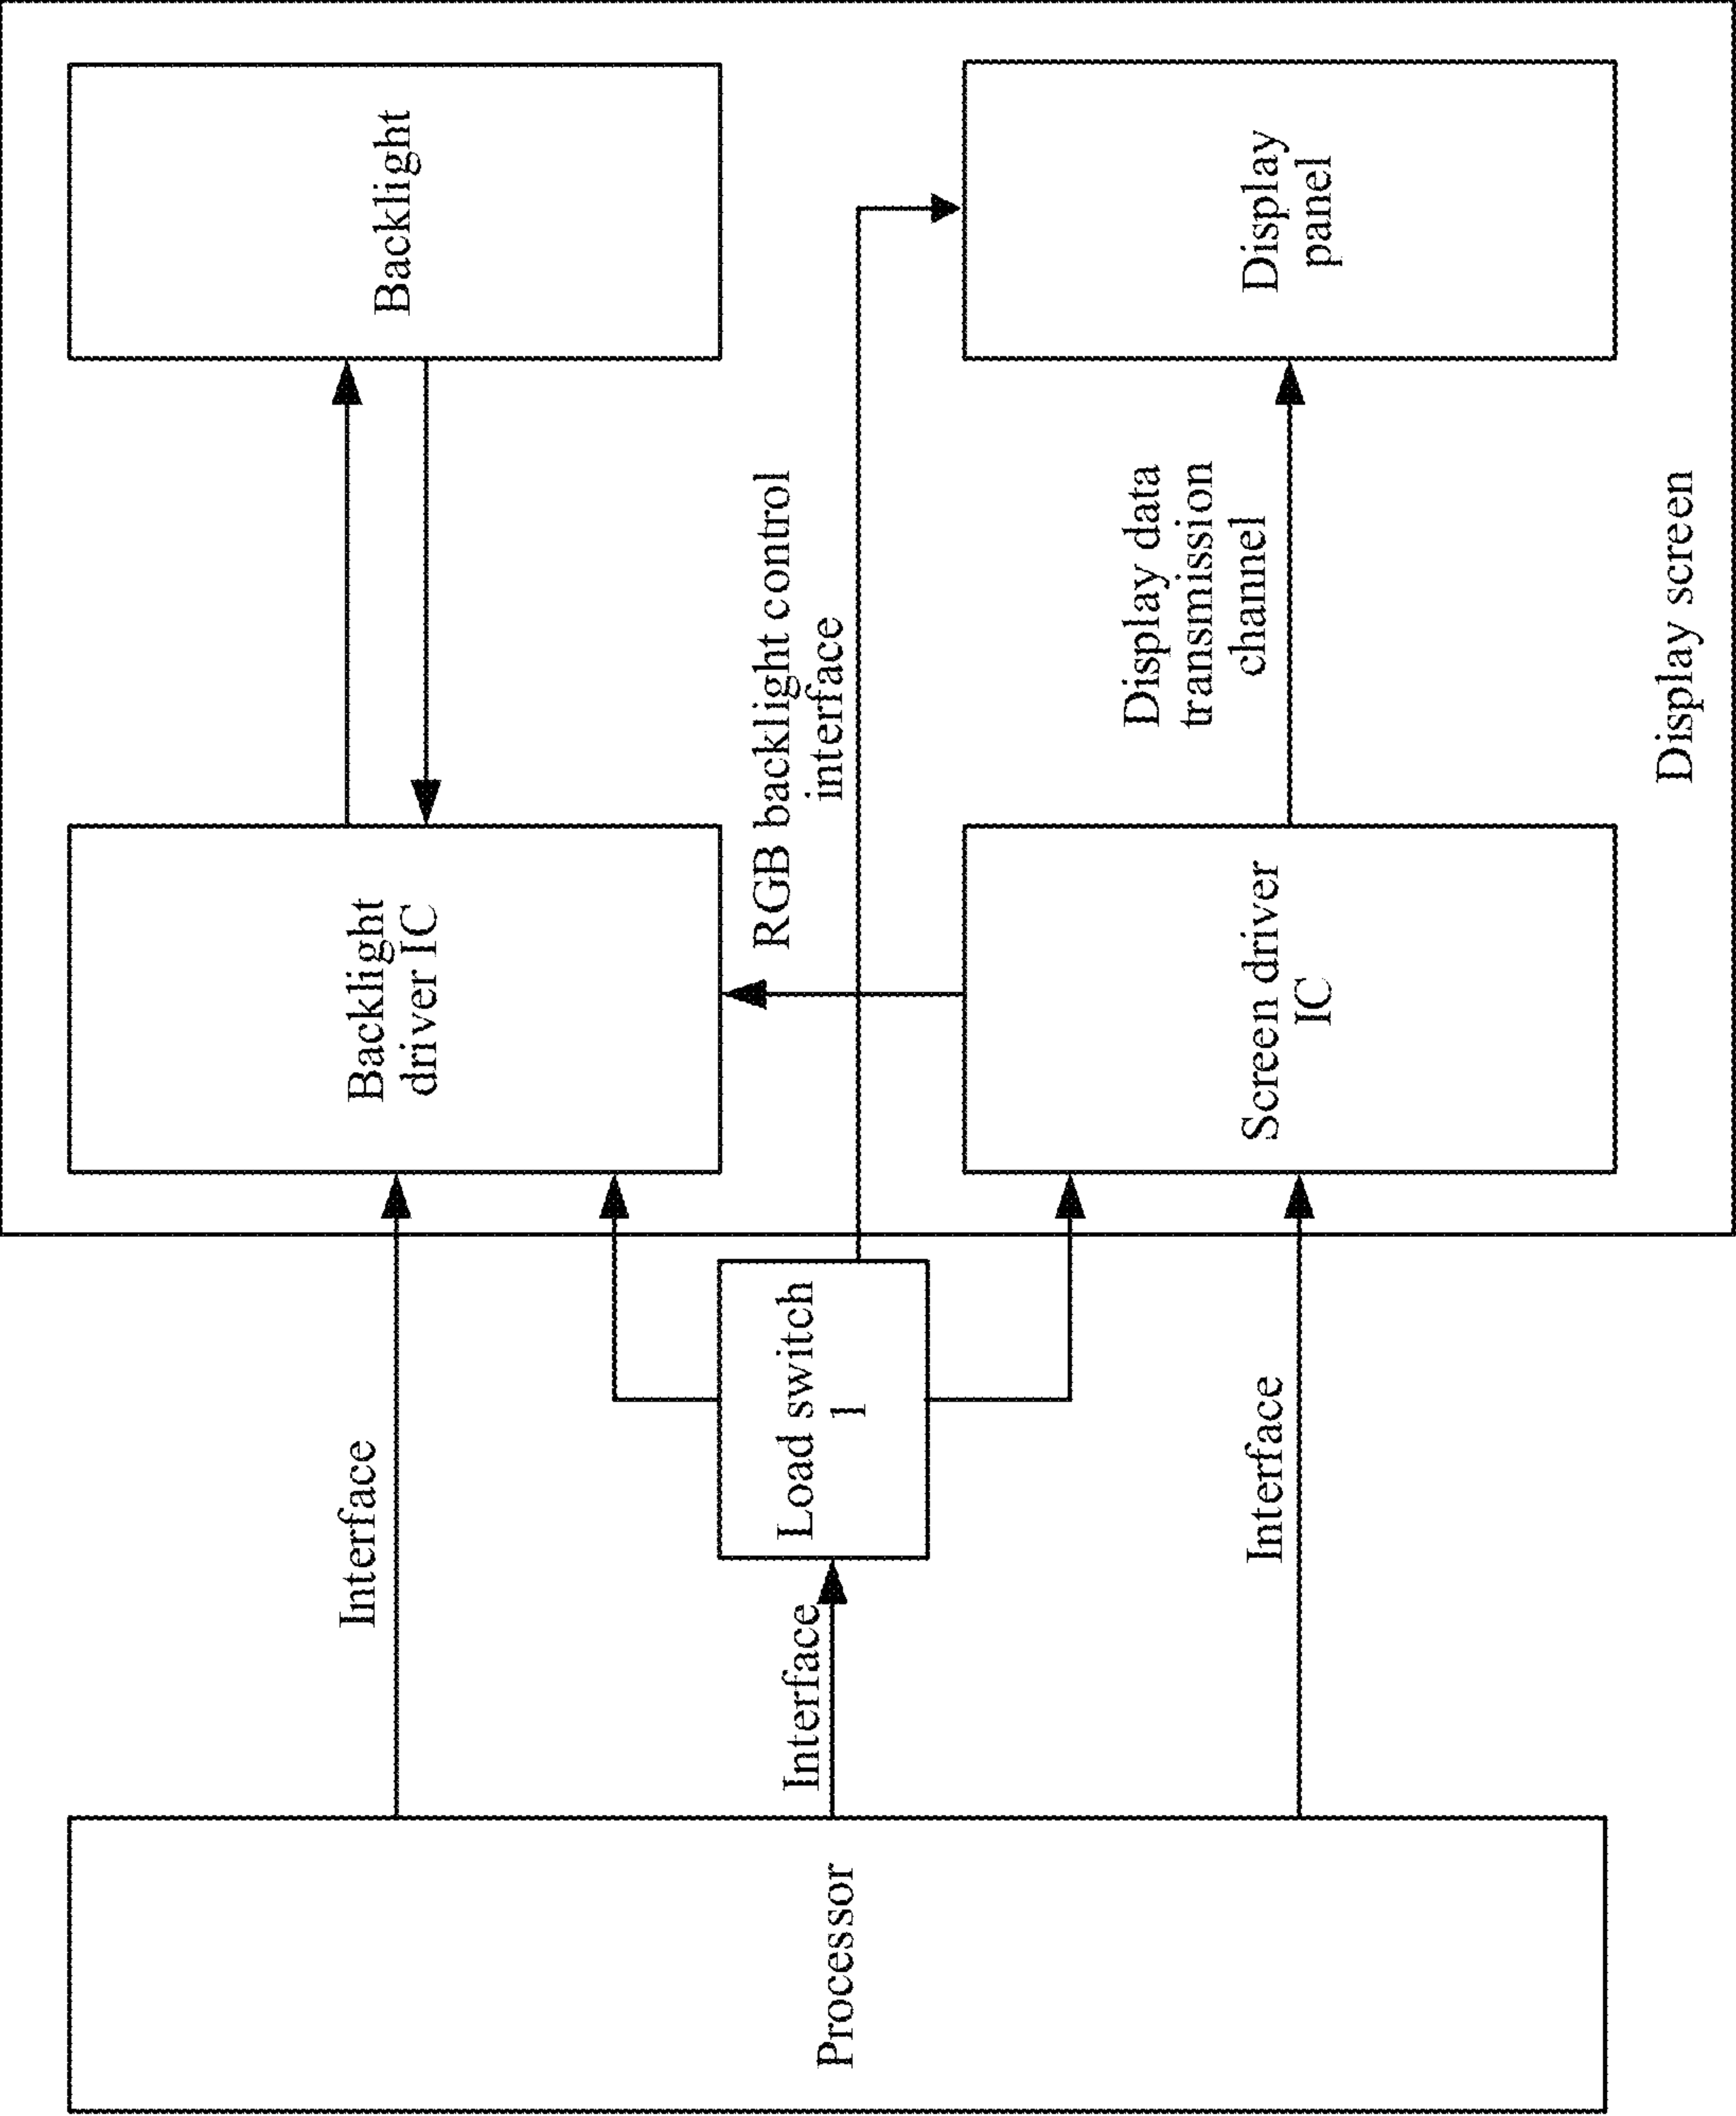 Processor
Interface
Interface
Interface
Load switch
1
Backlight
driver IC
RGB backlight control
interface
Screen driver
IC
Backlight
Display data
transmission
channel
Display
panel
Display screen